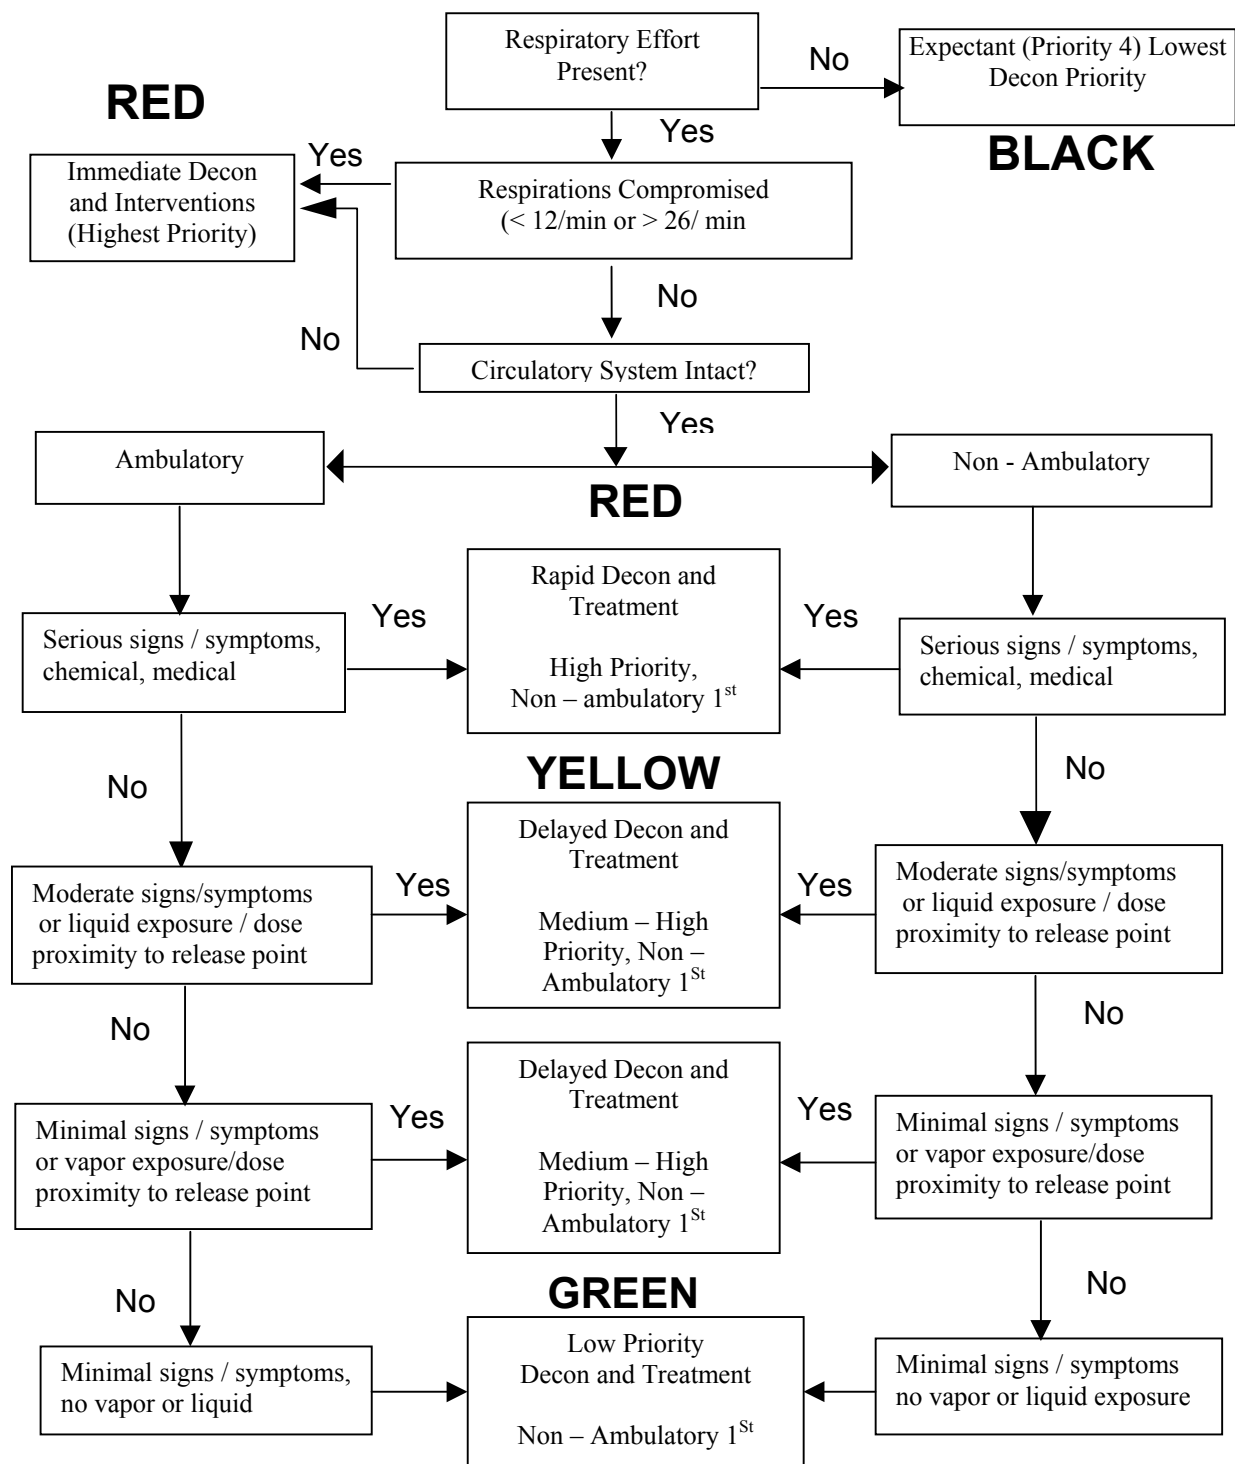 Respiratory Effort
Present?
No
Expectant (Priority 4) Lowest
Decon Priority
RED
BLACK
Yes
Yes
Immediate Decon
and Interventions
(Highest Priority)
Respirations Compromised
(< 12/min or > 26/ min
No
No
Circulatory System Intact?
Yes
Ambulatory
Non - Ambulatory
RED
Rapid Decon and
Treatment
High Priority,
Non – ambulatory 1st
Yes
Yes
Serious signs / symptoms,
chemical, medical
Serious signs / symptoms,
chemical, medical
No
No
YELLOW
Delayed Decon and
Treatment
Medium – High
Priority, Non –
Ambulatory 1St
Yes
Yes
Moderate signs/symptoms
or liquid exposure / dose
proximity to release point
Moderate signs/symptoms
or liquid exposure / dose
proximity to release point
No
No
Delayed Decon and
Treatment
Medium – High
Priority, Non –
Ambulatory 1St
Yes
Yes
Minimal signs / symptoms
or vapor exposure/dose
proximity to release point
Minimal signs / symptoms
or vapor exposure/dose
proximity to release point
No
No
GREEN
Low Priority
Decon and Treatment
Non – Ambulatory 1St
Minimal signs / symptoms,
no vapor or liquid
Minimal signs / symptoms
no vapor or liquid exposure